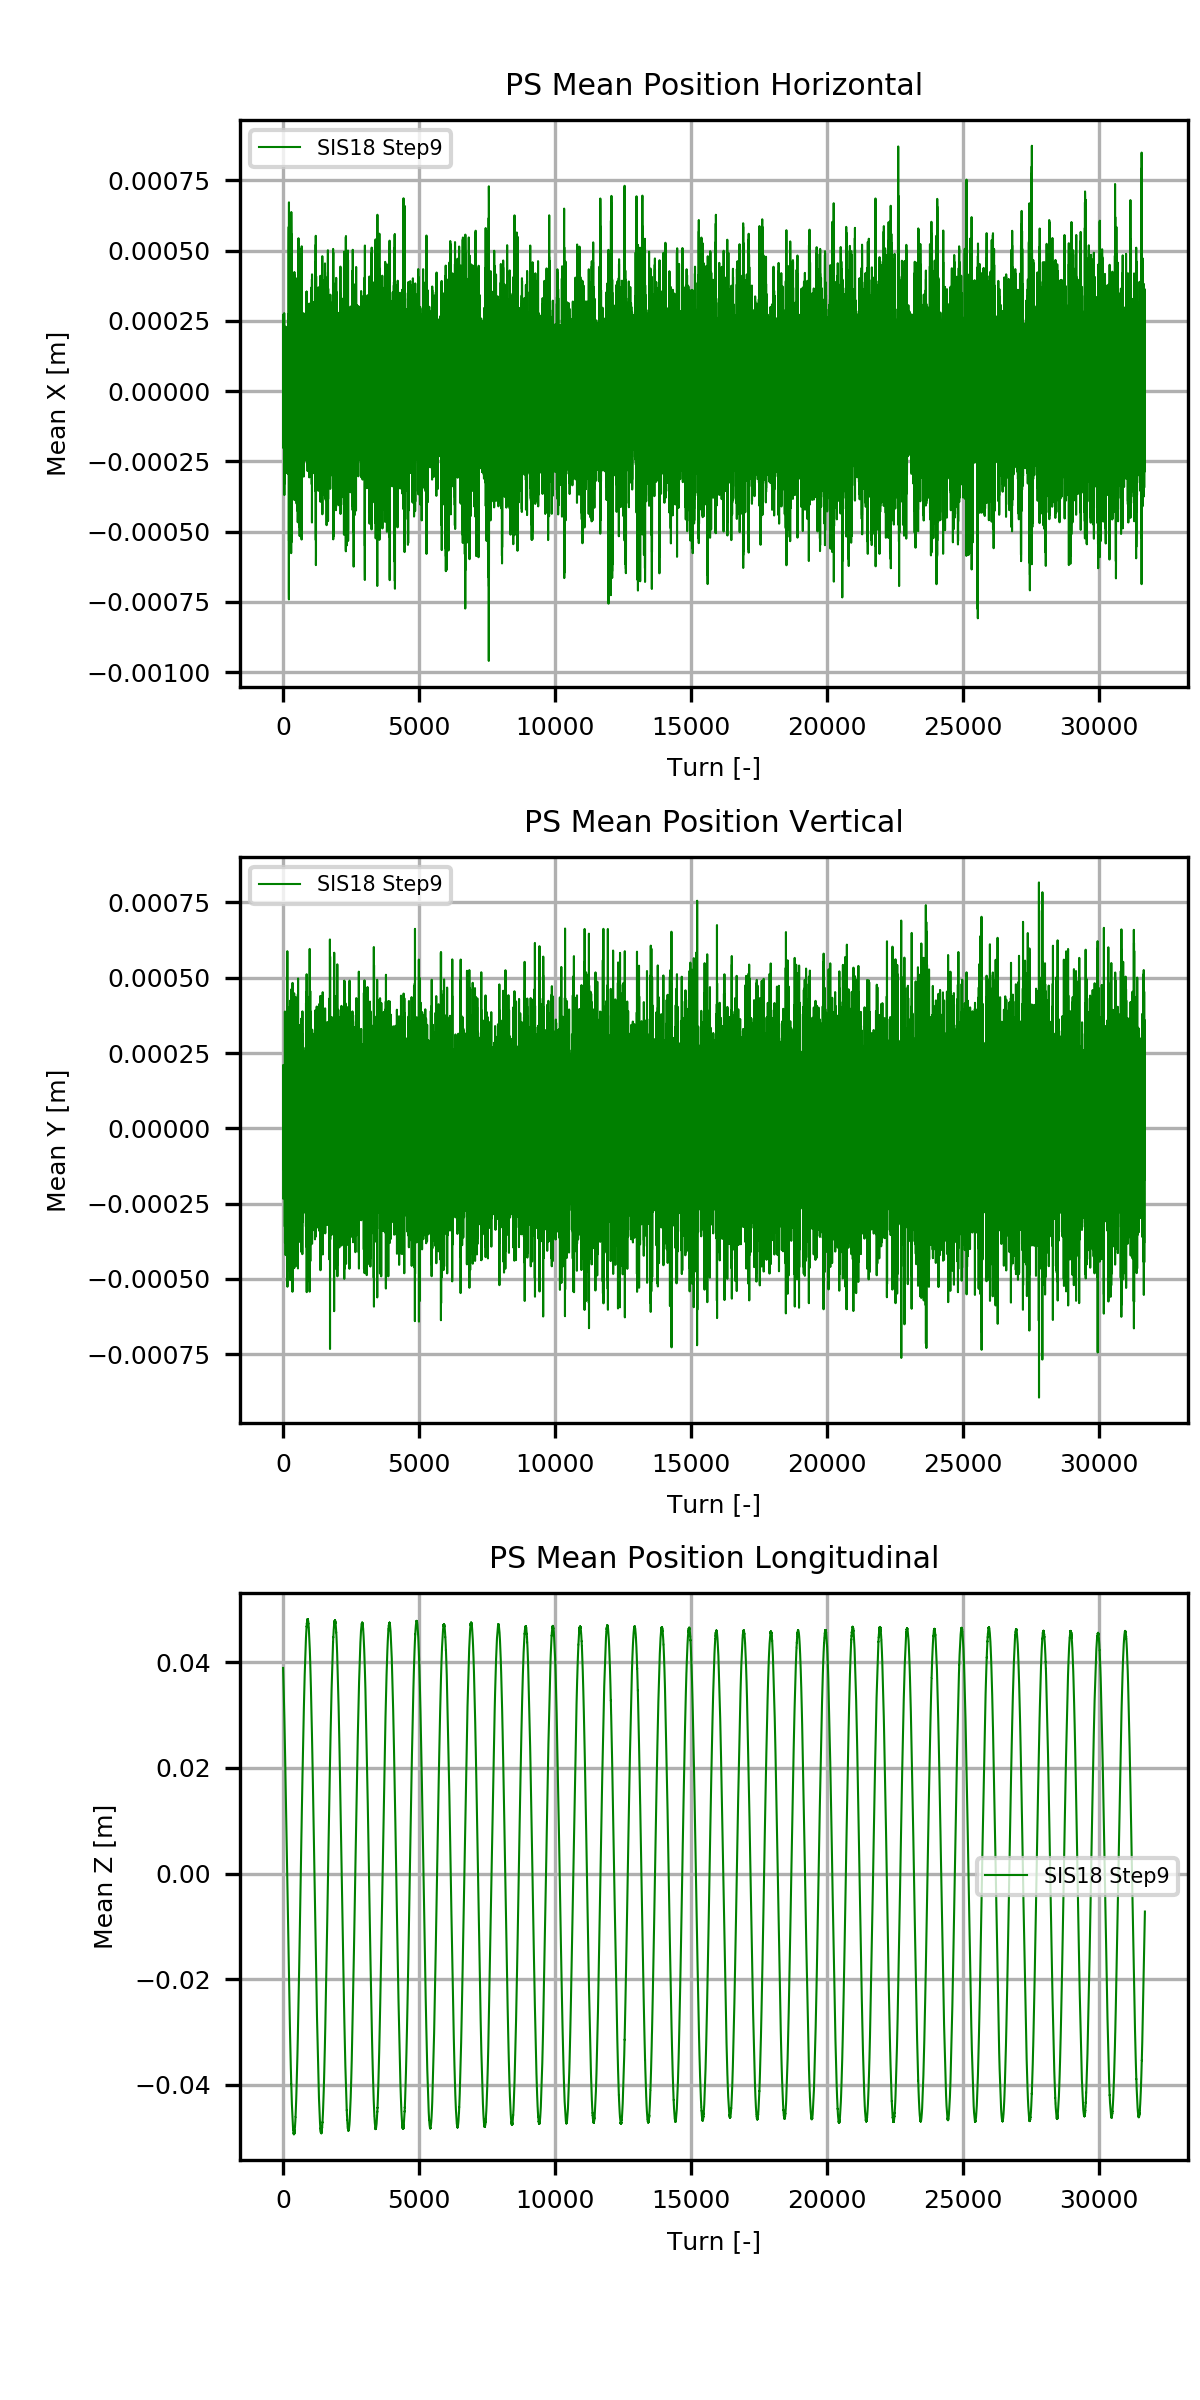 PS Mean Position Horizontal
SIS18 Step9
0.00075
0.00050
0.00025
0.00000
−0.00025
−0.00050
−0.00075
−0.00100
Mean X [m]
0 5000 10000 15000 20000 25000 30000
Turn [-]
PS Mean Position Vertical
SIS18 Step9
0.00075
0.00050
0.00025
0.00000
−0.00025
−0.00050
−0.00075
Mean Y [m]
0 5000 10000 15000 20000 25000 30000
Turn [-]
PS Mean Position Longitudinal
0.04
0.02
0.00
−0.02
−0.04
Mean Z [m]
SIS18 Step9
0 5000 10000 15000 20000 25000 30000
Turn [-]